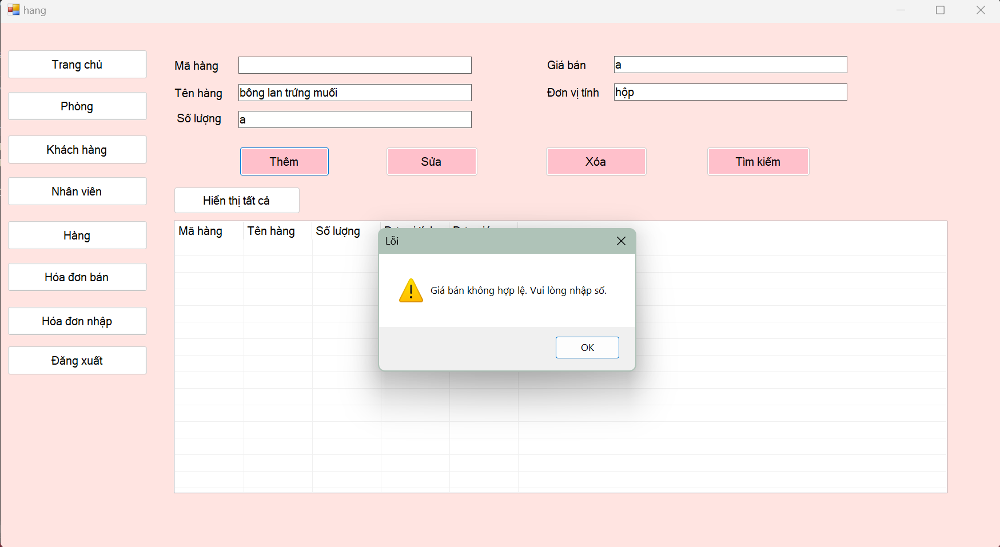 hang
Trang chủ
Phòng
Khách hàng
Nhân viên
Hàng
Hóa đơn bán
Hóa đơn nhập
Đăng xuất
Mã hàng
Tên hàng bông lan trứng muối
Số lượng a
Giá bán a
Đơn vị tính hộp
Thêm Sửa Xóa Tìm kiếm
Hiển thị tất cả
Mã hàng Tên hàng Số lượng
Lỗi
Giá bán không hợp lệ. Vui lòng nhập số.
OK